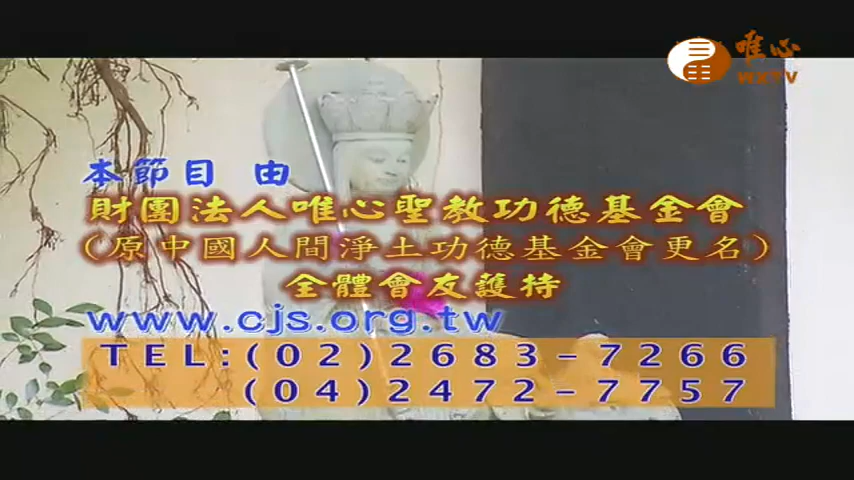 唯心
WXTV
本節目 由
財團法人唯心聖教功德基金會
(原中國人間淨土功德基金會更名)
全體會友護持
www.cjs.org.tw
TEL:(02)2683-7266
(04)2472-7757